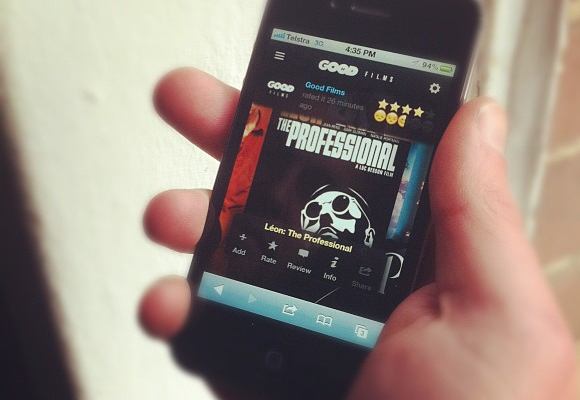 Telstra 3G 4:35 PM 94%
GOOD FILMS
GOOD FILMS
Good Films
rated it 26 minutes
ago
THE PROFESSIONAL
A LUC BESSON FILM
Léon: The Professional
Add Rate Review Info Share